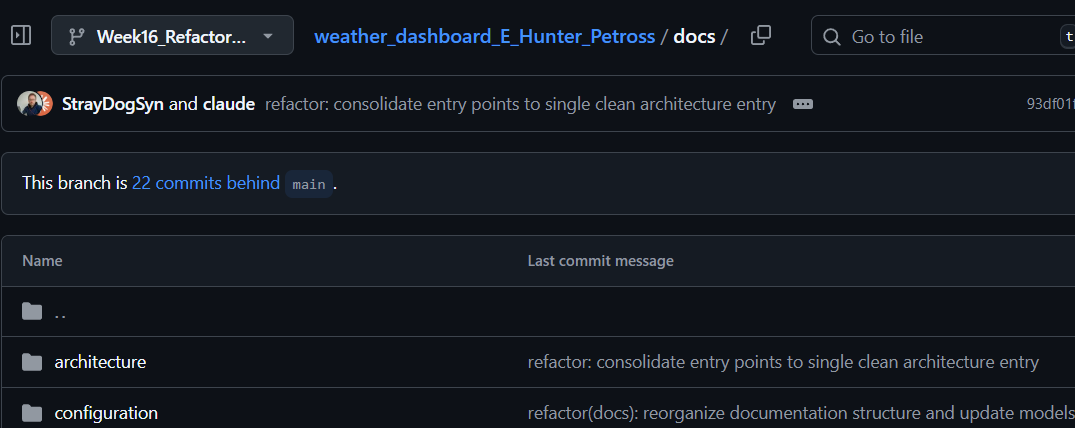 Week16_Refactor... weather_dashboard_E_Hunter_Petross / docs / Go to file t
StrayDogSyn and claude refactor: consolidate entry points to single clean architecture entry 93df01
This branch is 22 commits behind main.
Name Last commit message
..
architecture refactor: consolidate entry points to single clean architecture entry
configuration refactor(docs): reorganize documentation structure and update models